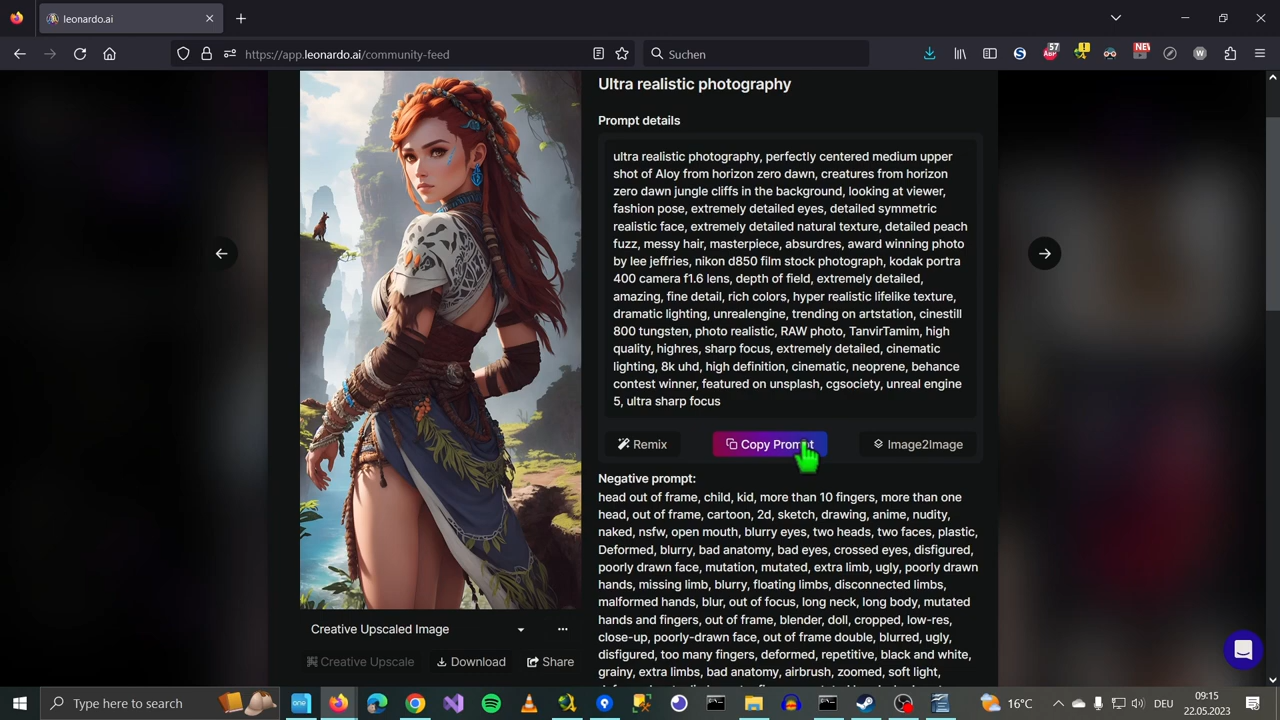 leonardo.ai
https://app.leonardo.ai/community-feed
Suchen
57
NEW
Ultra realistic photography
Prompt details
ultra realistic photography, perfectly centered medium upper
shot of Aloy from horizon zero dawn, creatures from horizon
zero dawn jungle cliffs in the background, looking at viewer,
fashion pose, extremely detailed eyes, detailed symmetric
realistic face, extremely detailed natural texture, detailed peach
fuzz, messy hair, masterpiece, absurdres, award winning photo
by lee jeffries, nikon d850 film stock photograph, kodak portra
400 camera f1.6 lens, depth of field, extremely detailed,
amazing, fine detail, rich colors, hyper realistic lifelike texture,
dramatic lighting, unrealengine, trending on artstation, cinestill
800 tungsten, photo realistic, RAW photo, TanvirTamim, high
quality, highres, sharp focus, extremely detailed, cinematic
lighting, 8k uhd, high definition, cinematic, neoprene, behance
contest winner, featured on unsplash, cgsociety, unreal engine
5, ultra sharp focus
Remix
Copy Prompt
Image2Image
Negative prompt:
head out of frame, child, kid, more than 10 fingers, more than one
head, out of frame, cartoon, 2d, sketch, drawing, anime, nudity,
naked, nsfw, open mouth, blurry eyes, two heads, two faces, plastic,
Deformed, blurry, bad anatomy, bad eyes, crossed eyes, disfigured,
poorly drawn face, mutation, mutated, extra limb, ugly, poorly drawn
hands, missing limb, blurry, floating limbs, disconnected limbs,
malformed hands, blur, out of focus, long neck, long body, mutated
hands and fingers, out of frame, blender, doll, cropped, low-res,
close-up, poorly-drawn face, out of frame double, blurred, ugly,
disfigured, too many fingers, deformed, repetitive, black and white,
grainy, extra limbs, bad anatomy, airbrush, zoomed, soft light,
Creative Upscaled Image
Creative Upscale
Download
Share
Type here to search
one
16°C
DEU
09:15
22.05.2023